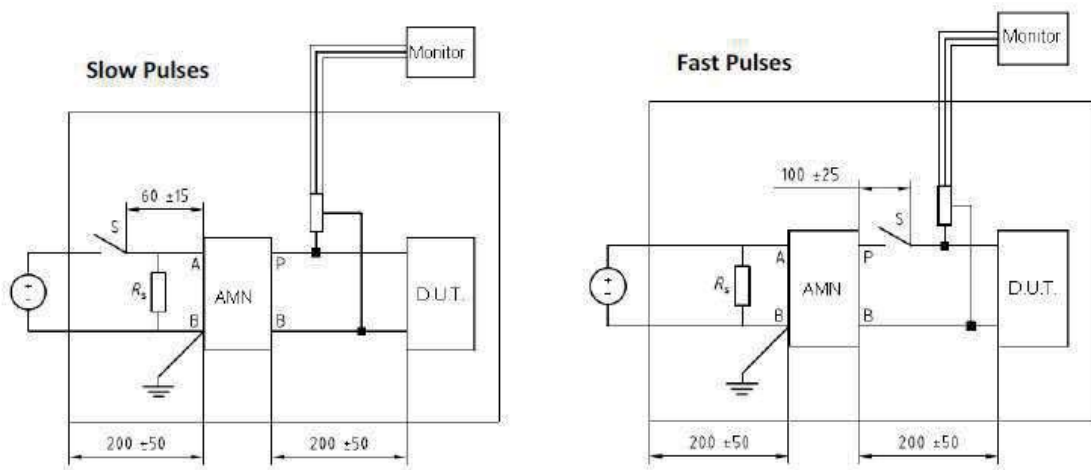 Slow Pulses
Monitor
60 ±15
S
A
P
Rs
AMN
D.U.T.
B
B
200 ±50
200 ±50
Fast Pulses
Monitor
100 ±25
S
A
P
Rs
AMN
D.U.T.
B
B
200 ±50
200 ±50